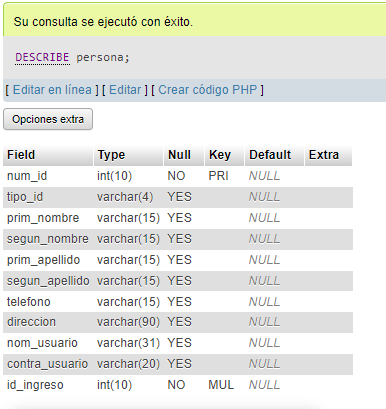 Su consulta se ejecutó con éxito.
DESCRIBE persona;
[ Editar en línea ] [ Editar ] [ Crear código PHP ]
Opciones extra
Field Type Null Key Default Extra
num_id int(10) NO PRI NULL
tipo_id varchar(4) YES NULL
prim_nombre varchar(15) YES NULL
segun_nombre varchar(15) YES NULL
prim_apellido varchar(15) YES NULL
segun_apellido varchar(15) YES NULL
telefono varchar(15) YES NULL
direccion varchar(90) YES NULL
nom_usuario varchar(31) YES NULL
contra_usuario varchar(20) YES NULL
id_ingreso int(10) NO MUL NULL